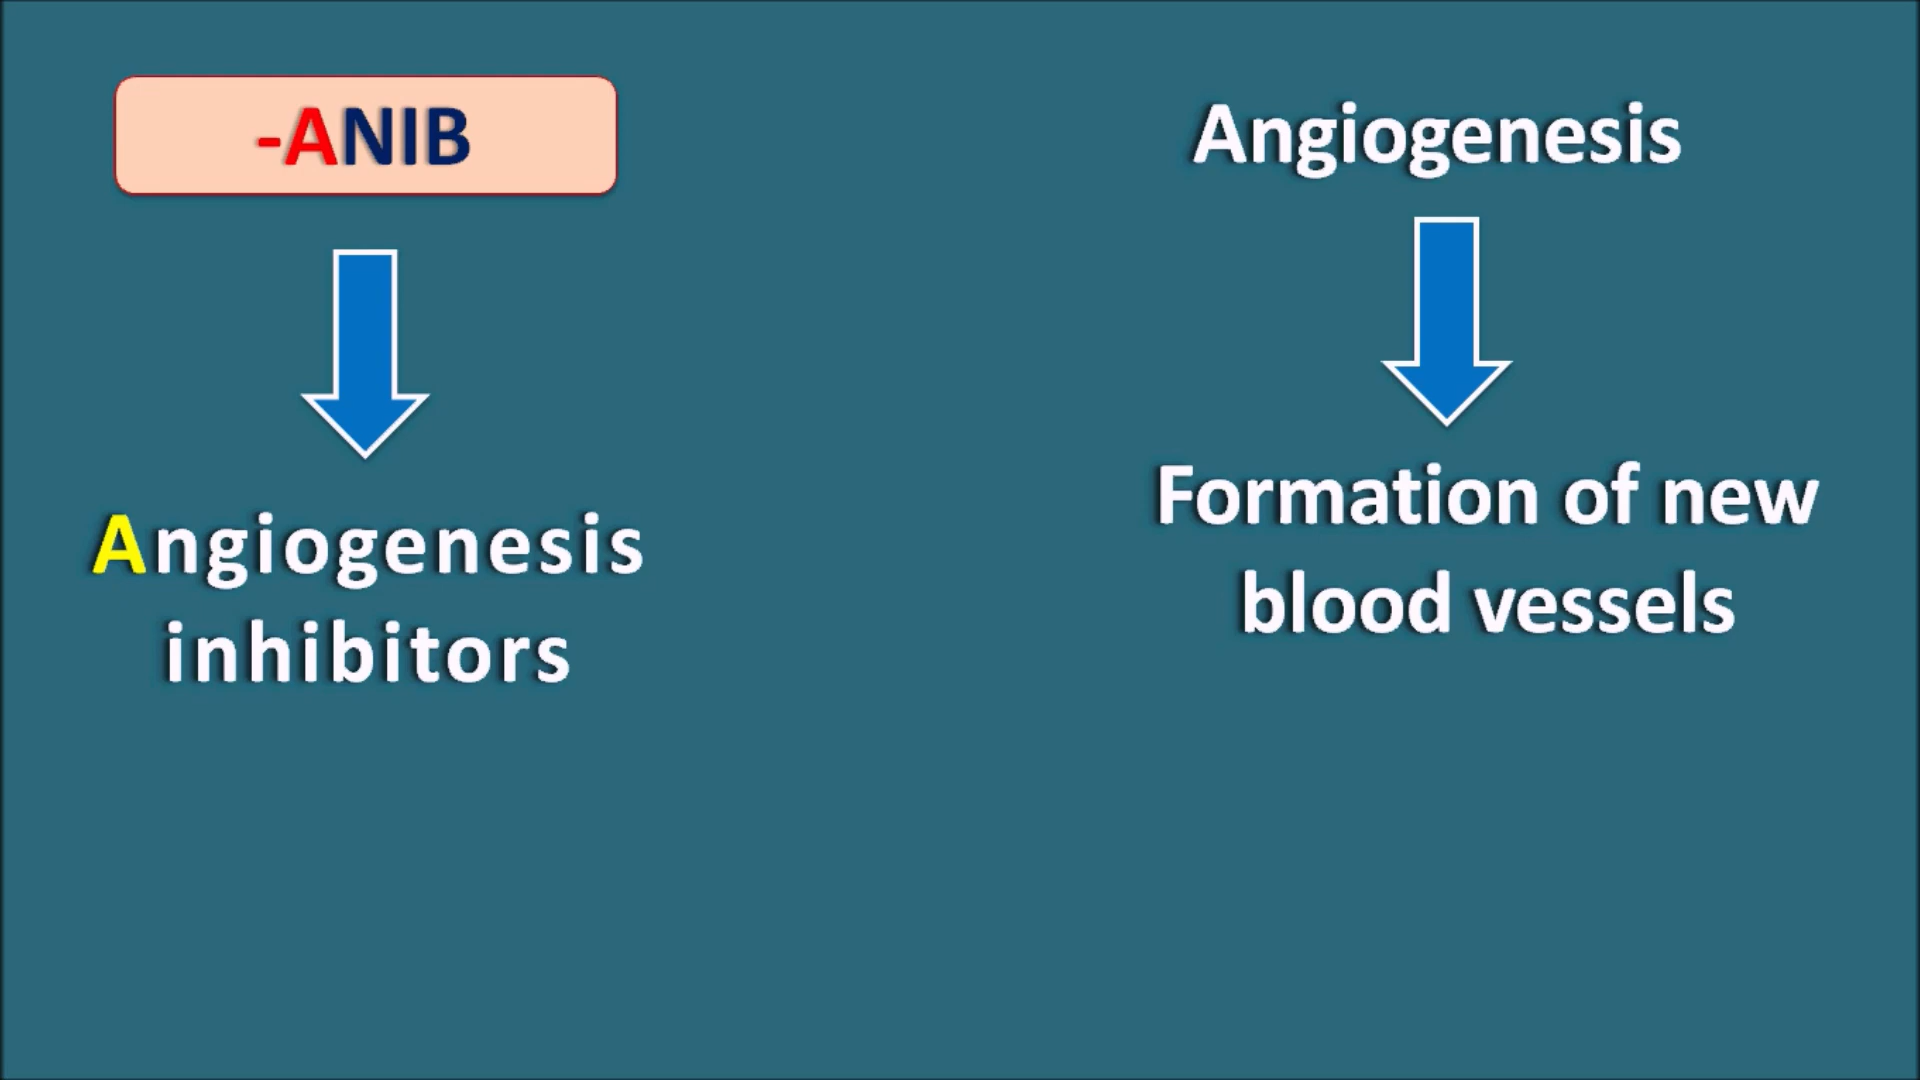 -ANIB
Angiogenesis
inhibitors
Angiogenesis
Formation of new
blood vessels